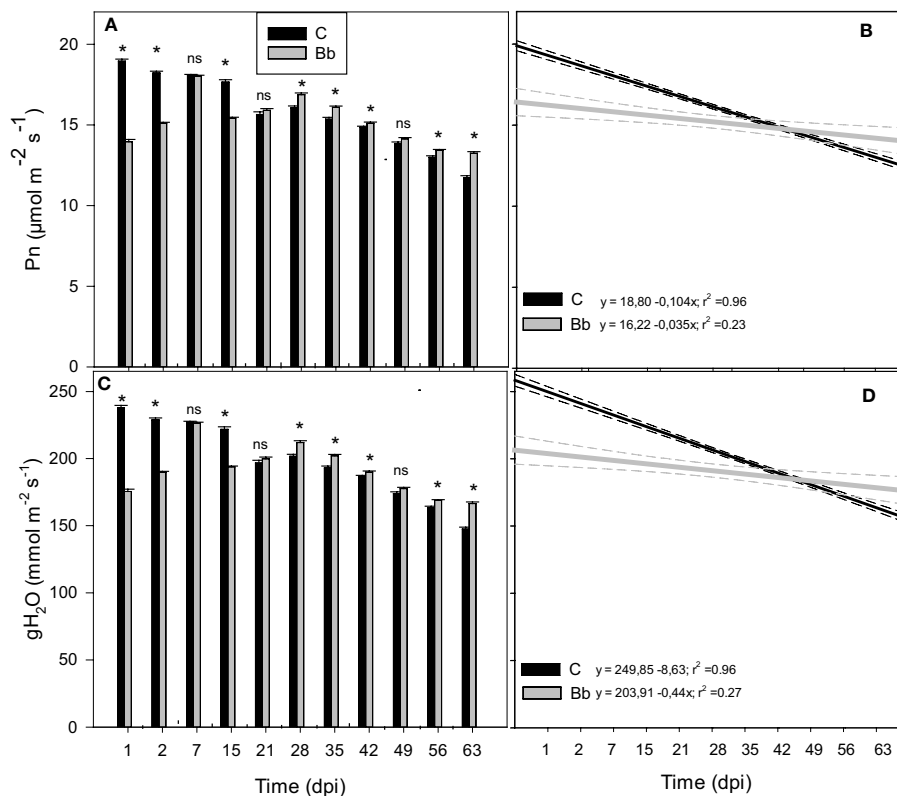 A
C
Bb
* * ns * ns * * * ns * *
20
15
10
5
0
Pn (μmol m⁻² s⁻¹)
B
C y = 18,80 -0,104x; r² =0.96
Bb y = 16,22 -0,035x; r² =0.23
C
* * ns * ns * * * ns * *
250
200
150
100
50
0
gH₂O (mmol m⁻² s⁻¹)
1 2 7 15 21 28 35 42 49 56 63
Time (dpi)
D
C y = 249,85 -8,63; r² =0.96
Bb y = 203,91 -0,44x; r² =0.27
1 2 7 15 21 28 35 42 49 56 63
Time (dpi)